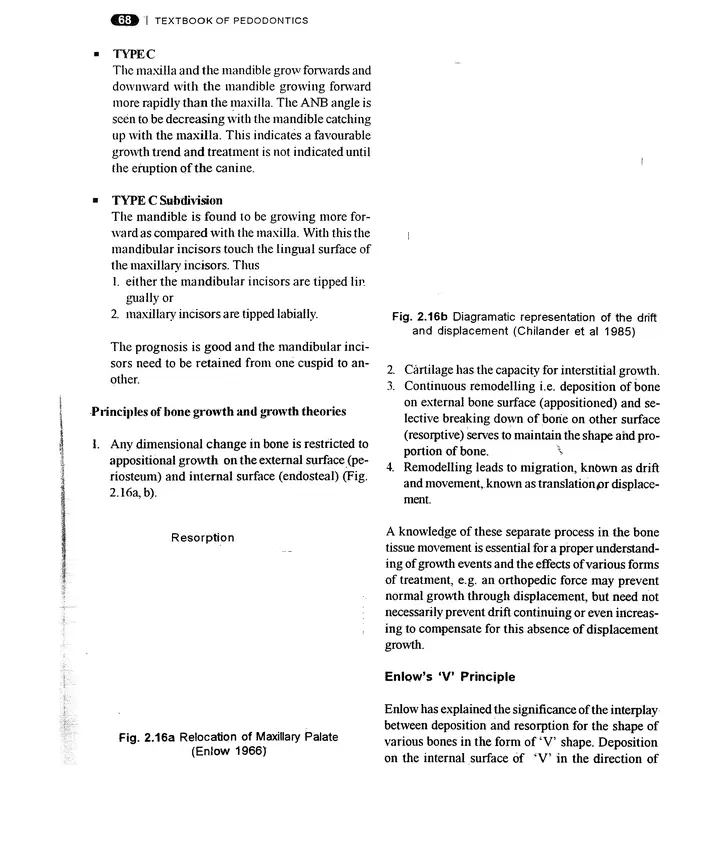 68 | TEXTBOOK OF PEDODONTICS
▪ TYPE C
The maxilla and the mandible grow forwards and
downward with the mandible growing forward
more rapidly than the maxilla. The ANB angle is
seen to be decreasing with the mandible catching
up with the maxilla. This indicates a favourable
growth trend and treatment is not indicated until
the eruption of the canine.
▪ TYPE C Subdivision
The mandible is found to be growing more for-
ward as compared with the maxilla. With this the
mandibular incisors touch the lingual surface of
the maxillary incisors. Thus
1. either the mandibular incisors are tipped lin
gually or
2. maxillary incisors are tipped labially.
The prognosis is good and the mandibular inci-
sors need to be retained from one cuspid to an-
other.
Principles of bone growth and growth theories
1. Any dimensional change in bone is restricted to
appositional growth on the external surface (pe-
riosteum) and internal surface (endosteal) (Fig.
2.16a, b).
Resorption
Fig. 2.16a Relocation of Maxillary Palate
(Enlow 1966)
Fig. 2.16b Diagramatic representation of the drift
and displacement (Chilander et al 1985)
2. Cartilage has the capacity for interstitial growth.
3. Continuous remodelling i.e. deposition of bone
on external bone surface (appositioned) and se-
lective breaking down of bone on other surface
(resorptive) serves to maintain the shape and pro-
portion of bone.
4. Remodelling leads to migration, known as drift
and movement, known as translation or displace-
ment.
A knowledge of these separate process in the bone
tissue movement is essential for a proper understand-
ing of growth events and the effects of various forms
of treatment, e.g. an orthopedic force may prevent
normal growth through displacement, but need not
necessarily prevent drift continuing or even increas-
ing to compensate for this absence of displacement
growth.
Enlow's 'V' Principle
Enlow has explained the significance of the interplay
between deposition and resorption for the shape of
various bones in the form of 'V' shape. Deposition
on the internal surface of 'V' in the direction of